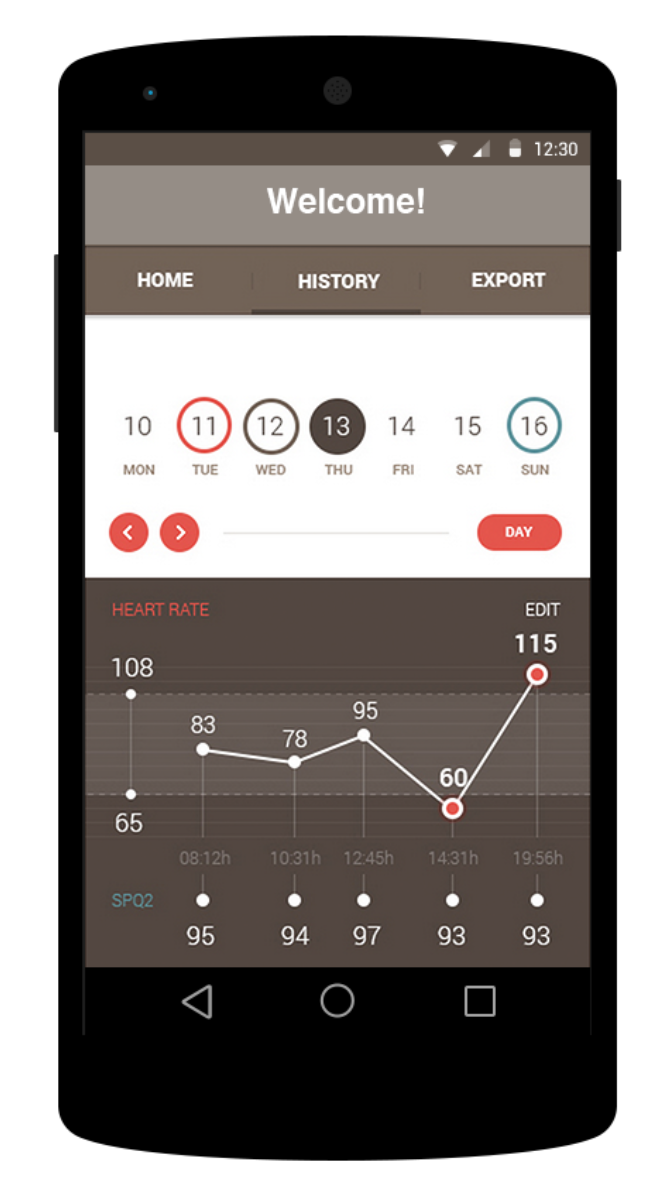 12:30
Welcome!
HOME HISTORY EXPORT
10 11 12 13 14 15 16
MON TUE WED THU FRI SAT SUN
DAY
HEART RATE EDIT
115
108
95
83
78
60
65
08:12h 10:31h 12:45h 14:31h 19:56h
SPQ2
95 94 97 93 93